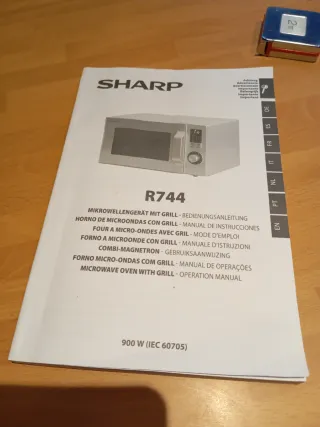 SHARP
DE
ES
FR
IT
NL
PT
EN
R744
MIKROWELLENGERÄT MIT GRILL - BEDIENUNGSANLEITUNG
HORNO DE MICROONDAS CON GRILL - MANUAL DE INSTRUCCIONES
FOUR A MICRO-ONDES AVEC GRIL - MODE D'EMPLOI
FORNO A MICROONDE CON GRILL - MANUALE D'ISTRUZIONI
COMBI-MAGNETRON - GEBRUIKSAANWIJZING
FORNO MICRO-ONDAS COM GRILL - MANUAL DE OPERAÇÕES
MICROWAVE OVEN WITH GRILL - OPERATION MANUAL
900 W (IEC 60705)